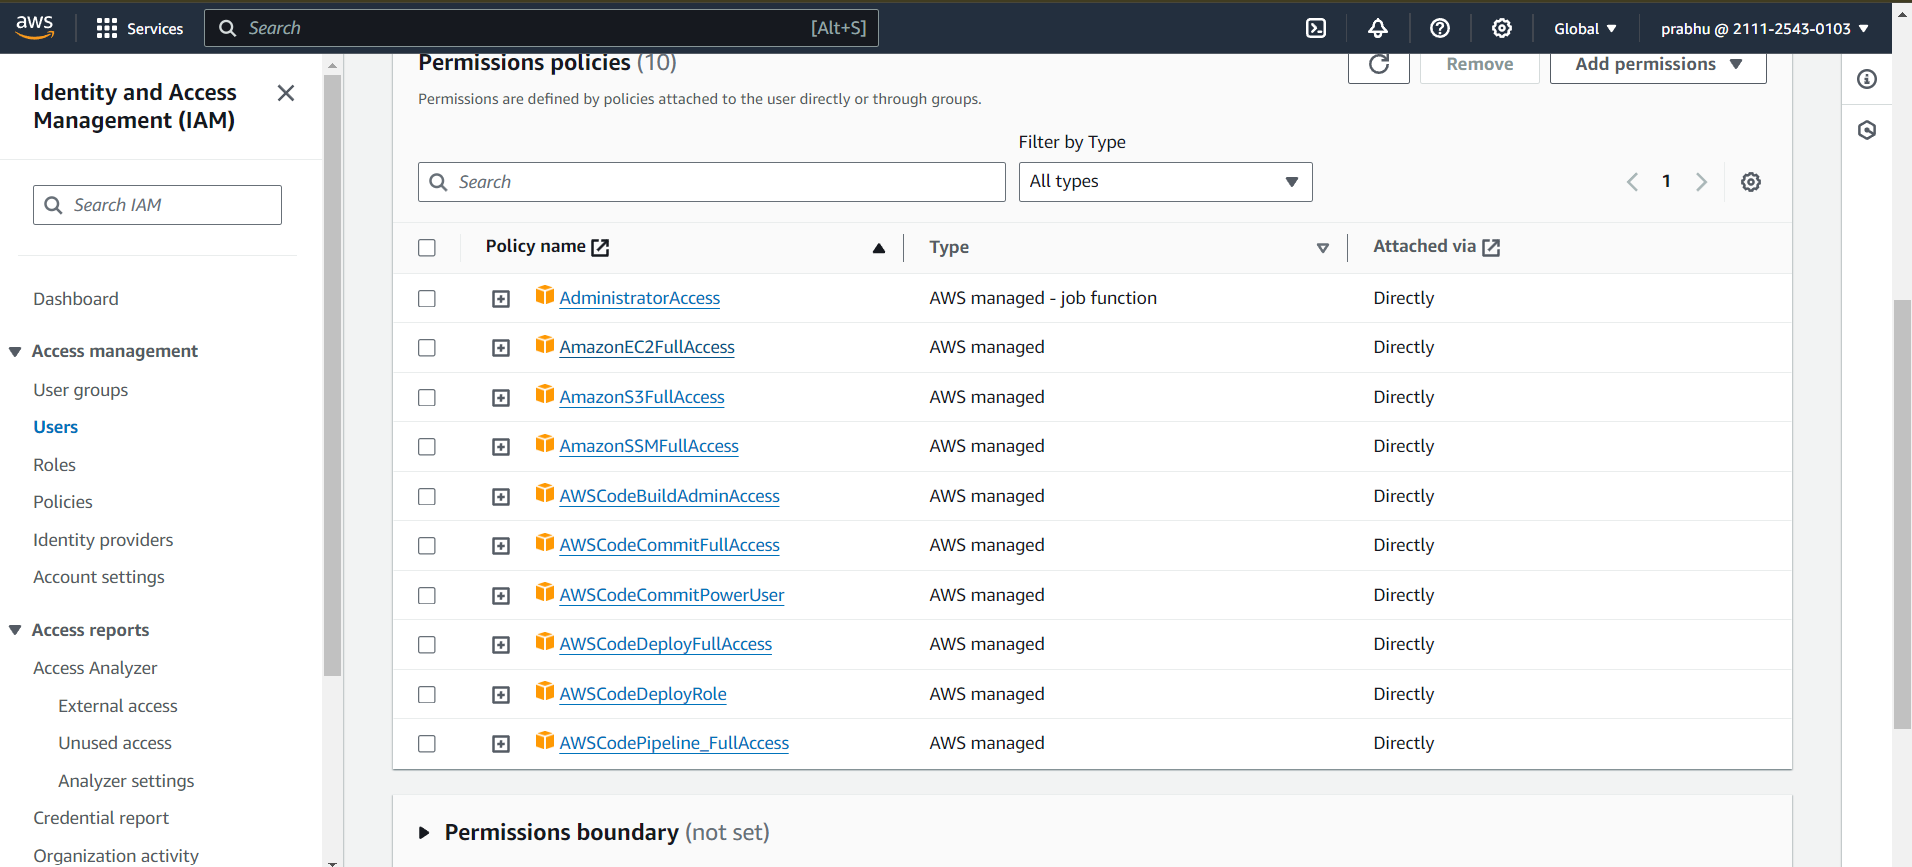 aws
Services
Search
[Alt+S]
Global
prabhu @ 2111-2543-0103
Identity and Access
Management (IAM)
Search IAM
Dashboard
Access management
User groups
Users
Roles
Policies
Identity providers
Account settings
Access reports
Access Analyzer
External access
Unused access
Analyzer settings
Credential report
Organization activity
Permissions policies (10)
Remove
Add permissions
Permissions are defined by policies attached to the user directly or through groups.
Filter by Type
Search
All types
1
Policy name Type Attached via
AdministratorAccess AWS managed - job function Directly
AmazonEC2FullAccess AWS managed Directly
AmazonS3FullAccess AWS managed Directly
AmazonSSMFullAccess AWS managed Directly
AWSCodeBuildAdminAccess AWS managed Directly
AWSCodeCommitFullAccess AWS managed Directly
AWSCodeCommitPowerUser AWS managed Directly
AWSCodeDeployFullAccess AWS managed Directly
AWSCodeDeployRole AWS managed Directly
AWSCodePipeline_FullAccess AWS managed Directly
Permissions boundary (not set)